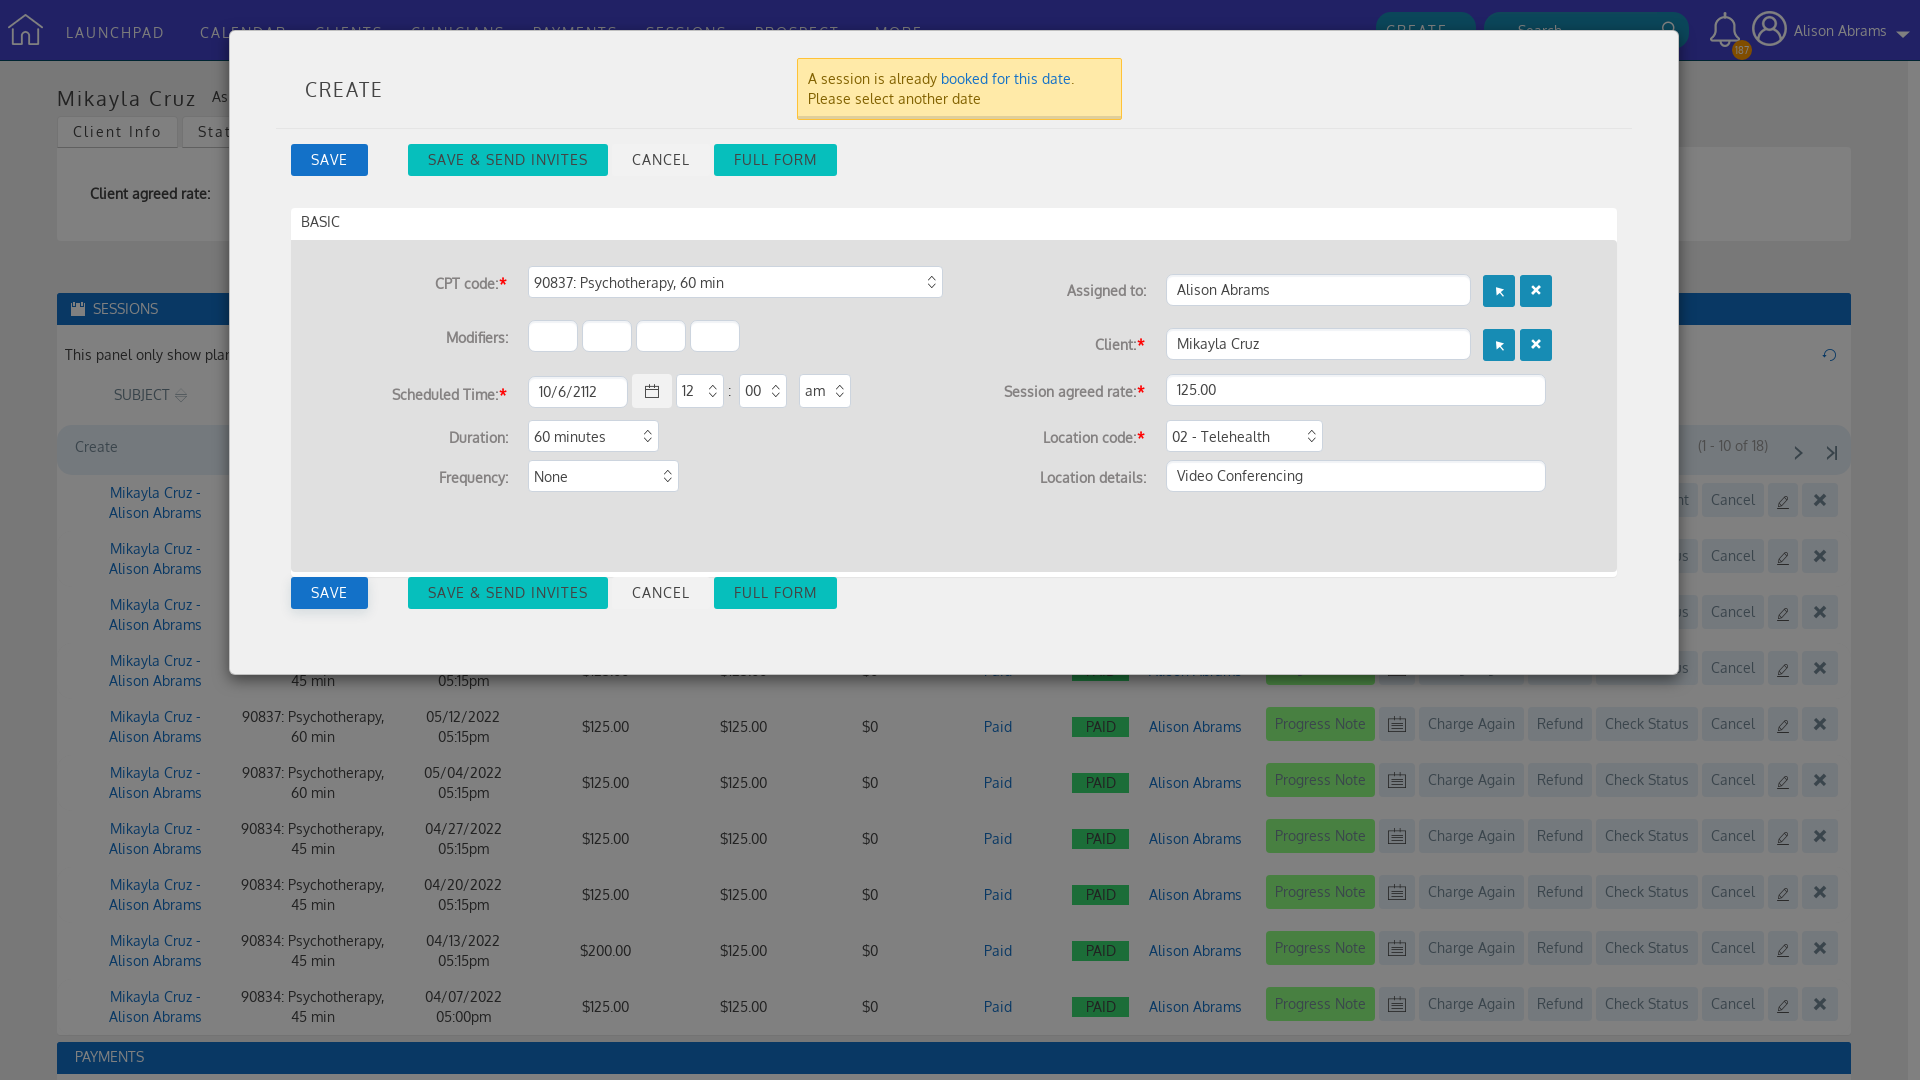 LAUNCHPAD CALENDAR CLIENTS CLINICIANS PAYMENTS SESSIONS PROSPECT MORE CREATE Search 187 Alison Abrams
CREATE
A session is already booked for this date.
Please select another date
Mikayla Cruz As
Client Info Stat
SAVE SAVE & SEND INVITES CANCEL FULL FORM
Client agreed rate:
BASIC
CPT code:* 90837: Psychotherapy, 60 min
Assigned to: Alison Abrams
Modifiers:
Client:* Mikayla Cruz
Scheduled Time:* 10/6/2112 12 : 00 am
Session agreed rate:* 125.00
Duration: 60 minutes
Location code:* 02 - Telehealth
Frequency: None
Location details: Video Conferencing
SAVE SAVE & SEND INVITES CANCEL FULL FORM
SESSIONS
This panel only show plan
SUBJECT
Create (1 - 10 of 18)
Mikayla Cruz - Cancel
Alison Abrams
Mikayla Cruz - Cancel
Alison Abrams
Mikayla Cruz - Cancel
Alison Abrams
Mikayla Cruz - Cancel
Alison Abrams 45 min 05:15pm
Mikayla Cruz - 90837: Psychotherapy, 05/12/2022 $125.00 $125.00 $0 Paid PAID Alison Abrams Progress Note Charge Again Refund Check Status Cancel
Alison Abrams 60 min 05:15pm
Mikayla Cruz - 90837: Psychotherapy, 05/04/2022 $125.00 $125.00 $0 Paid PAID Alison Abrams Progress Note Charge Again Refund Check Status Cancel
Alison Abrams 60 min 05:15pm
Mikayla Cruz - 90834: Psychotherapy, 04/27/2022 $125.00 $125.00 $0 Paid PAID Alison Abrams Progress Note Charge Again Refund Check Status Cancel
Alison Abrams 45 min 05:15pm
Mikayla Cruz - 90834: Psychotherapy, 04/20/2022 $125.00 $125.00 $0 Paid PAID Alison Abrams Progress Note Charge Again Refund Check Status Cancel
Alison Abrams 45 min 05:15pm
Mikayla Cruz - 90834: Psychotherapy, 04/13/2022 $200.00 $125.00 $0 Paid PAID Alison Abrams Progress Note Charge Again Refund Check Status Cancel
Alison Abrams 45 min 05:15pm
Mikayla Cruz - 90834: Psychotherapy, 04/07/2022 $125.00 $125.00 $0 Paid PAID Alison Abrams Progress Note Charge Again Refund Check Status Cancel
Alison Abrams 45 min 05:00pm
PAYMENTS